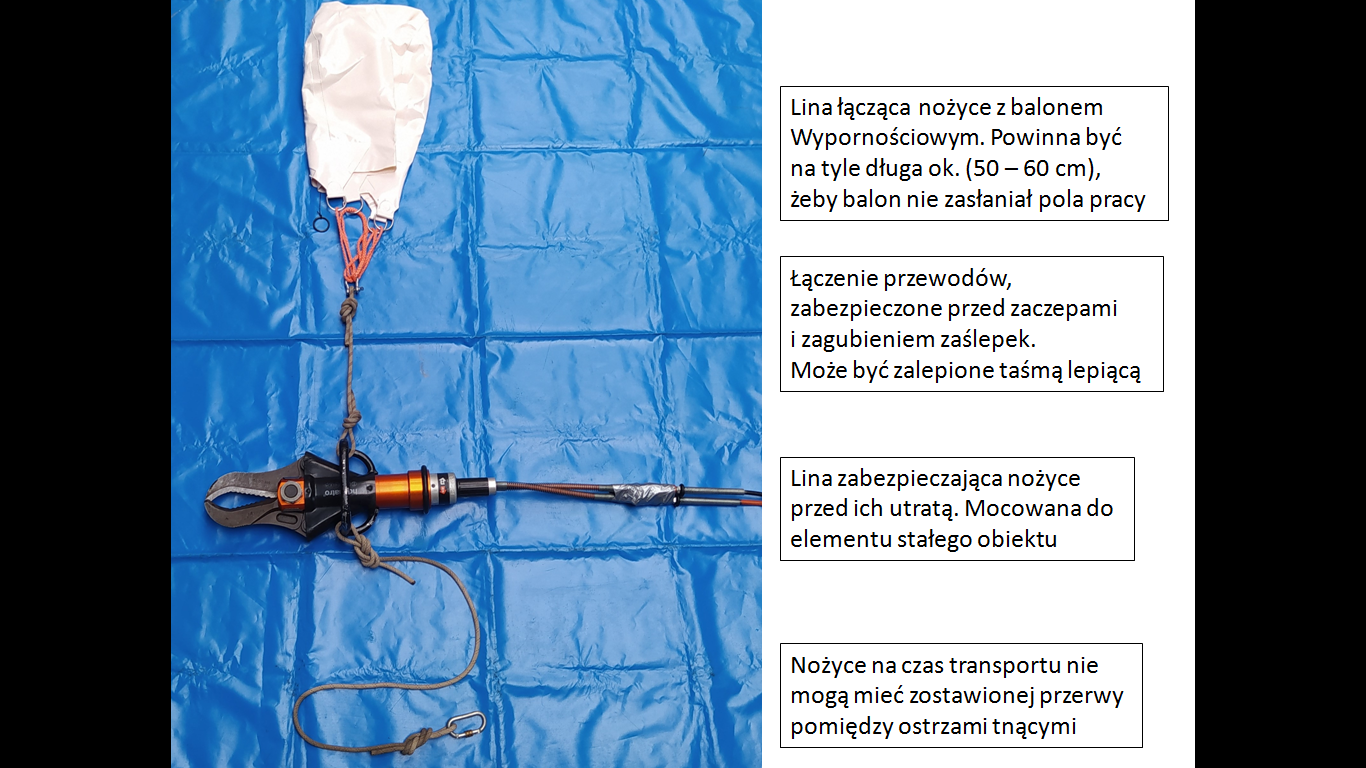 Lina łącząca nożyce z balonem
Wypornościowym. Powinna być
na tyle długa ok. (50 – 60 cm),
żeby balon nie zasłaniał pola pracy
Łączenie przewodów,
zabezpieczone przed zaczepami
i zagubieniem zaślepek.
Może być zalepione taśmą lepiącą
Lina zabezpieczająca nożyce
przed ich utratą. Mocowana do
elementu stałego obiektu
Nożyce na czas transportu nie
mogą mieć zostawionej przerwy
pomiędzy ostrzami tnącymi